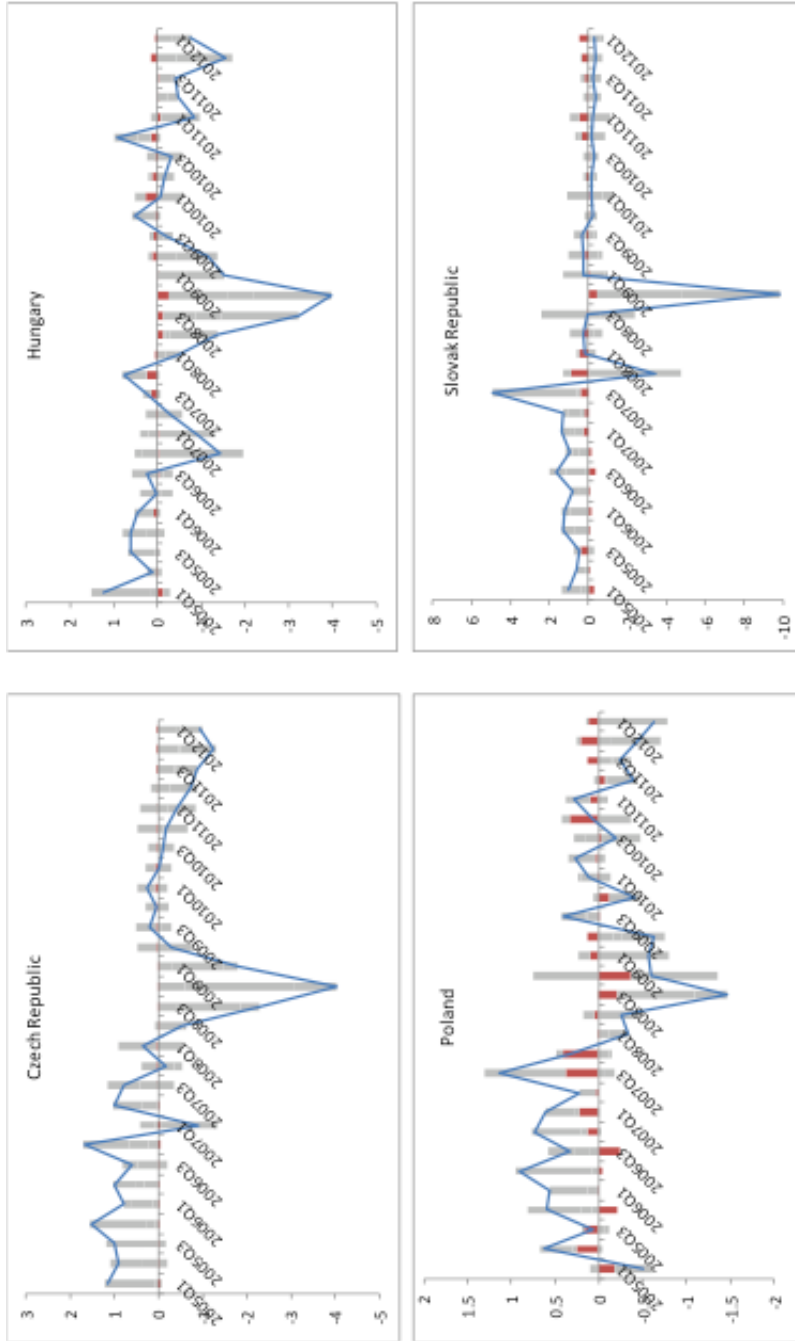 Czech Republic
3
2
1
0
-1
-2
-3
-4
-5
2005Q1
2005Q3
2006Q1
2006Q3
2007Q1
2007Q3
2008Q1
2008Q3
2009Q1
2009Q3
2010Q1
2010Q3
2011Q1
2011Q3
2012Q1
Hungary
3
2
1
0
-1
-2
-3
-4
-5
2005Q1
2005Q3
2006Q1
2006Q3
2007Q1
2007Q3
2008Q1
2008Q3
2009Q1
2009Q3
2010Q1
2010Q3
2011Q1
2011Q3
2012Q1
Poland
2
1.5
1
0.5
0
-0.5
-1
-1.5
-2
2005Q1
2005Q3
2006Q1
2006Q3
2007Q1
2007Q3
2008Q1
2008Q3
2009Q1
2009Q3
2010Q1
2010Q3
2011Q1
2011Q3
2012Q1
Slovak Republic
8
6
4
2
0
-2
-4
-6
-8
-10
2005Q1
2005Q3
2006Q1
2006Q3
2007Q1
2007Q3
2008Q1
2008Q3
2009Q1
2009Q3
2010Q1
2010Q3
2011Q1
2011Q3
2012Q1